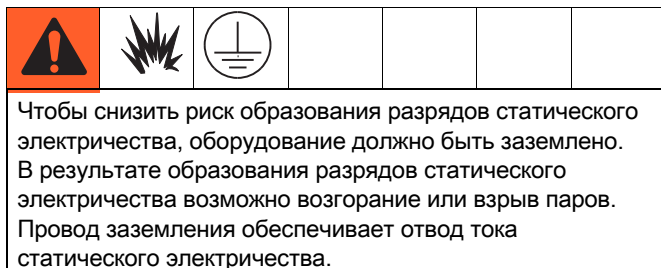 Чтобы снизить риск образования разрядов статического
электричества, оборудование должно быть заземлено.
В результате образования разрядов статического
электричества возможно возгорание или взрыв паров.
Провод заземления обеспечивает отвод тока
статического электричества.